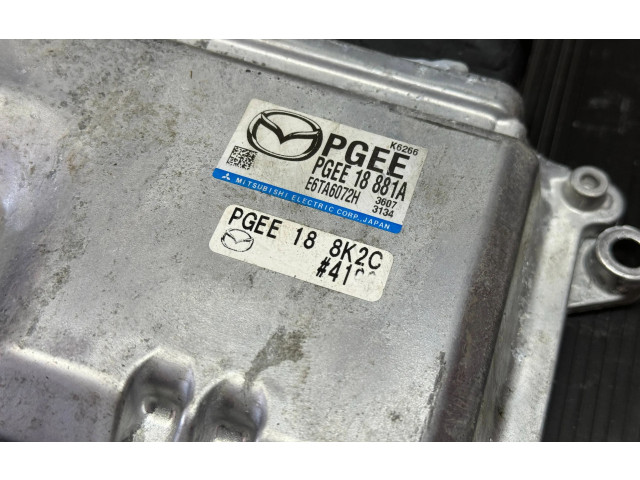 K6266
PGEE
PGEE 18 881A
E6TA6072H
3607
3134
MITSUBISHI ELECTRIC CORP.,JAPAN
PGEE 18 8K2C